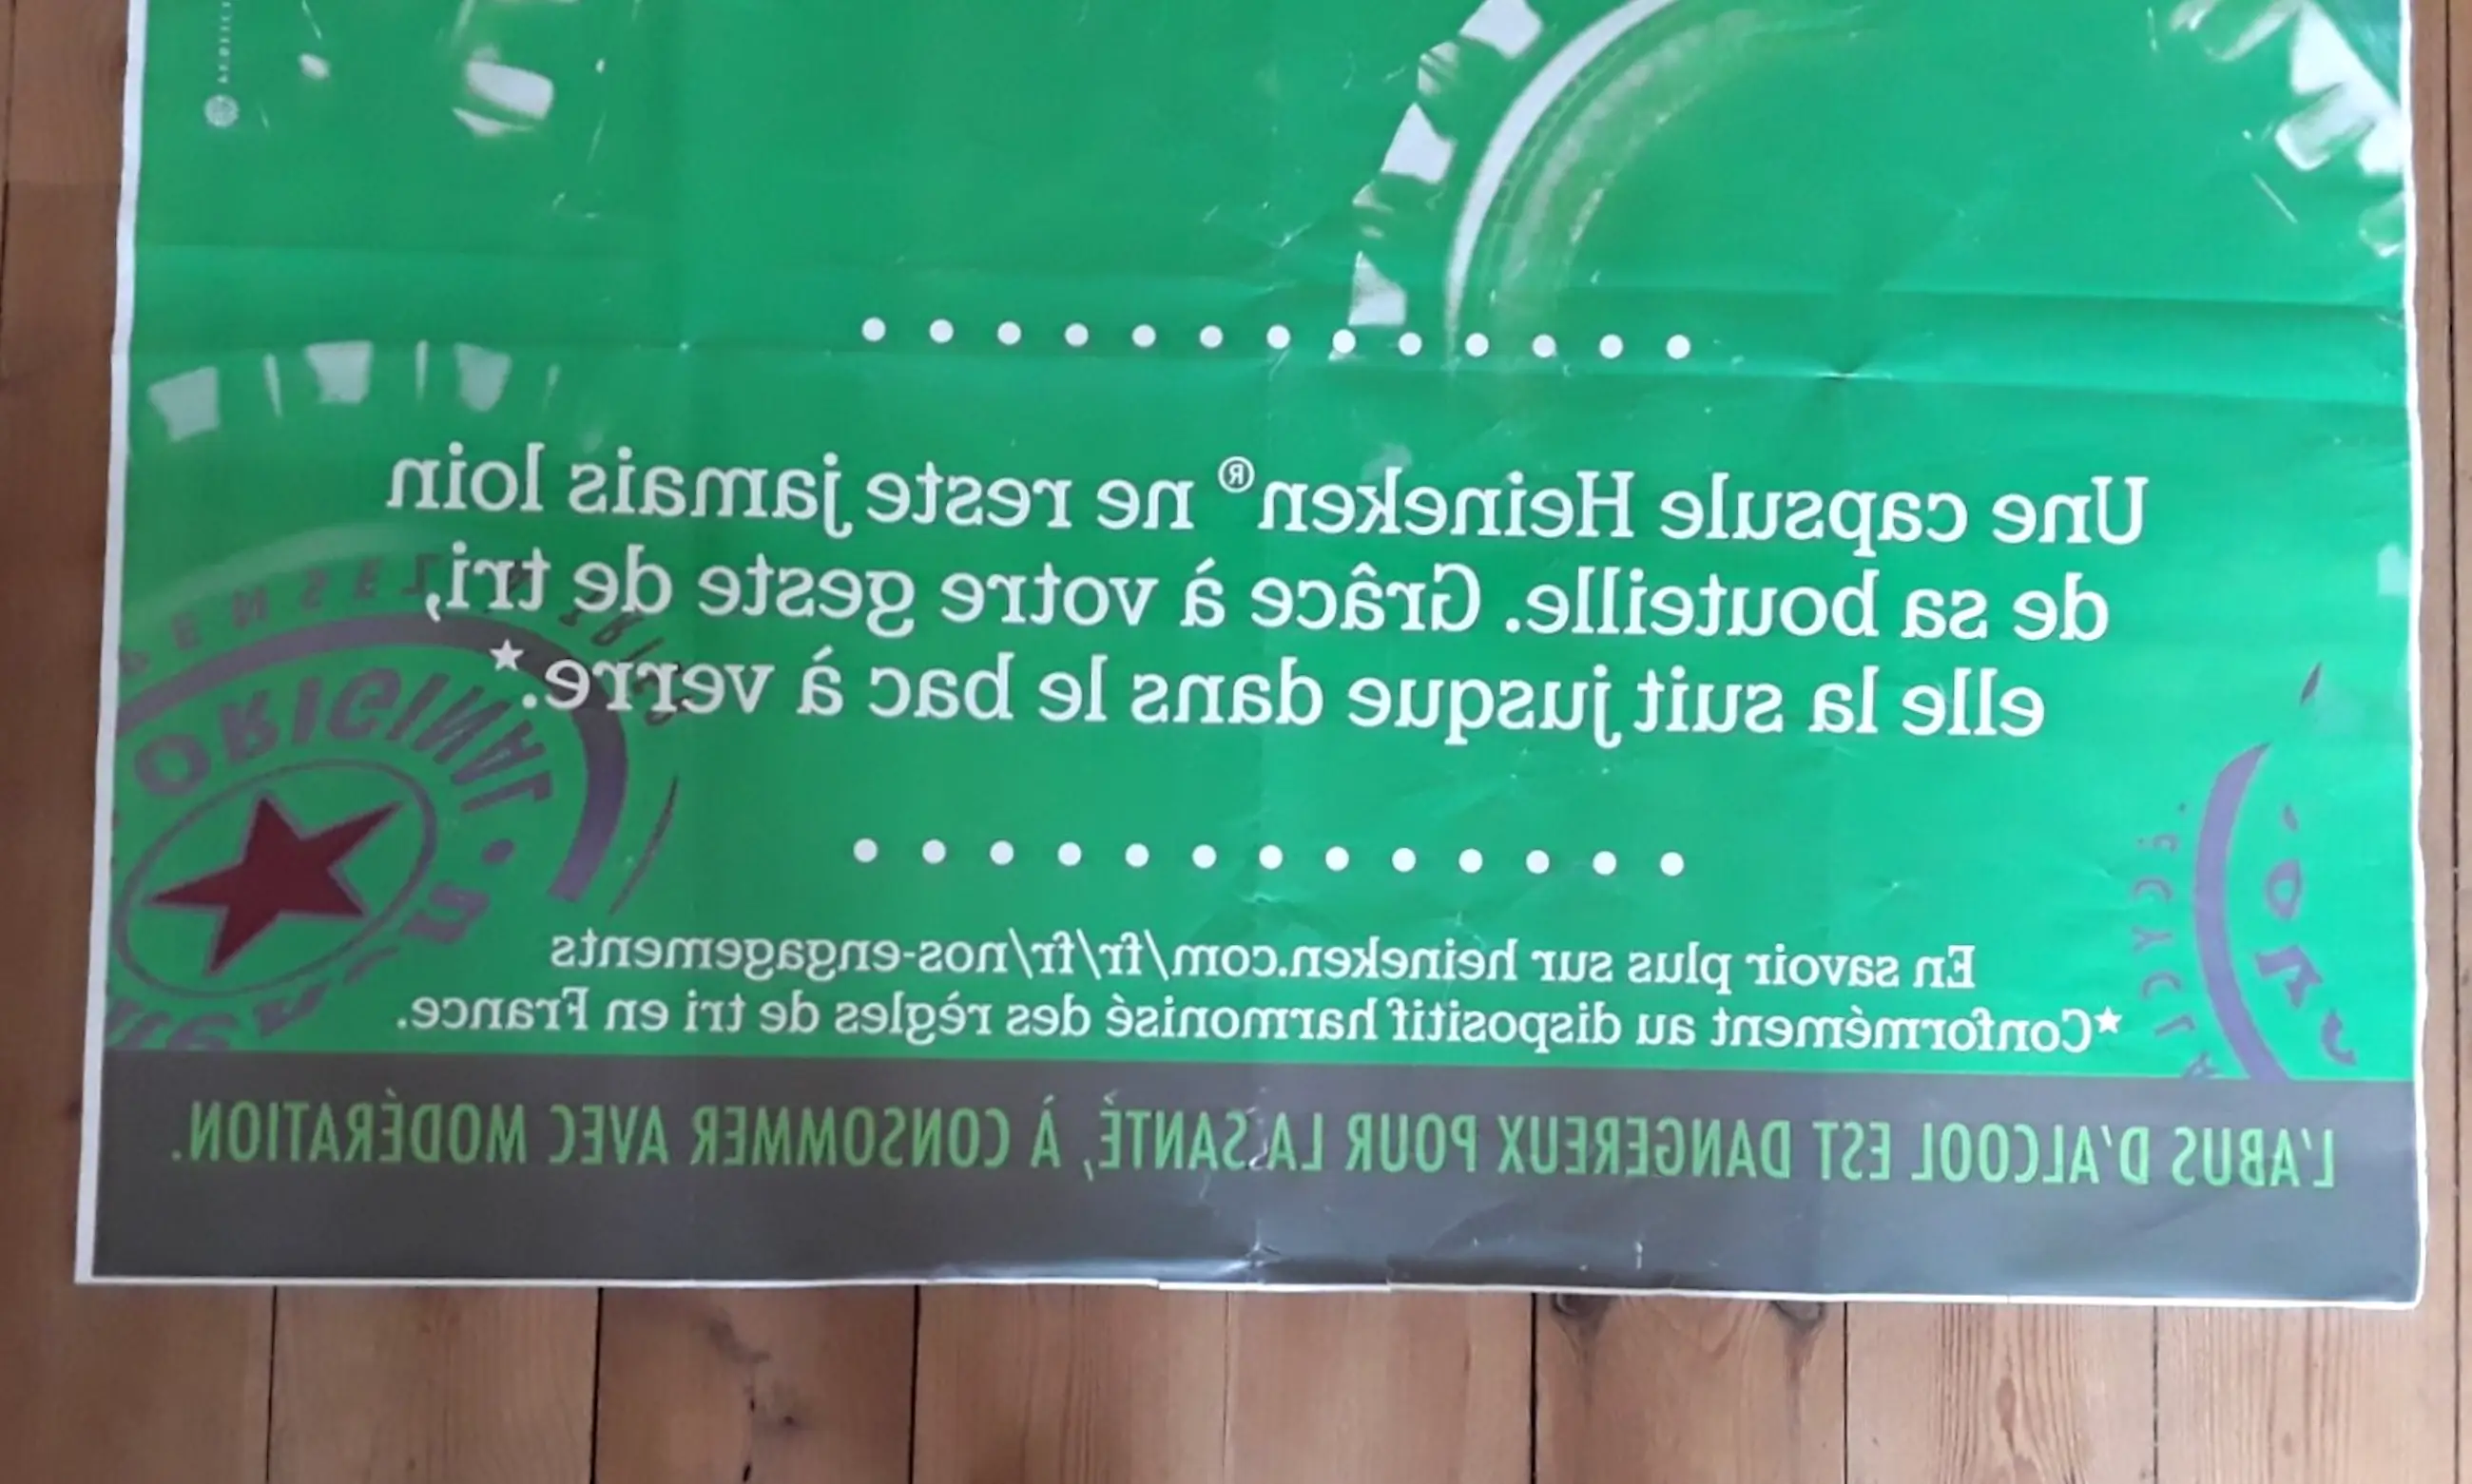 Une capsule Heineken® ne reste jamais loin
de sa bouteille. Grâce à votre geste de tri,
elle la suit jusque dans le bac à verre.*
En savoir plus sur heineken.com/fr/fr/nos-engagements
*Conformément au dispositif harmonisé des règles de tri en France.
ORIGINAL
L'ABUS D'ALCOOL EST DANGEREUX POUR LA SANTÉ, À CONSOMMER AVEC MODÉRATION.